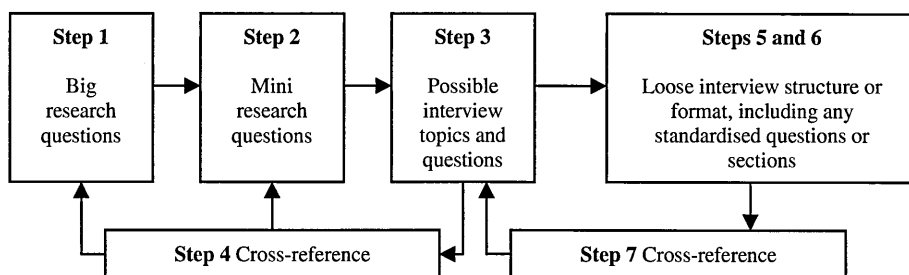 Step 1
Big
research
questions
Step 2
Mini
research
questions
Step 3
Possible
interview
topics and
questions
Steps 5 and 6
Loose interview structure or
format, including any
standardised questions or
sections
Step 4 Cross-reference
Step 7 Cross-reference